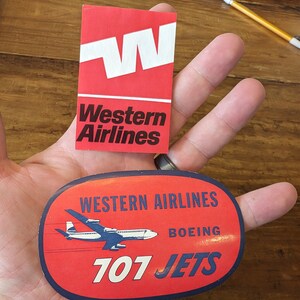 Western
Airlines
WESTERN AIRLINES
BOEING
707 JETS